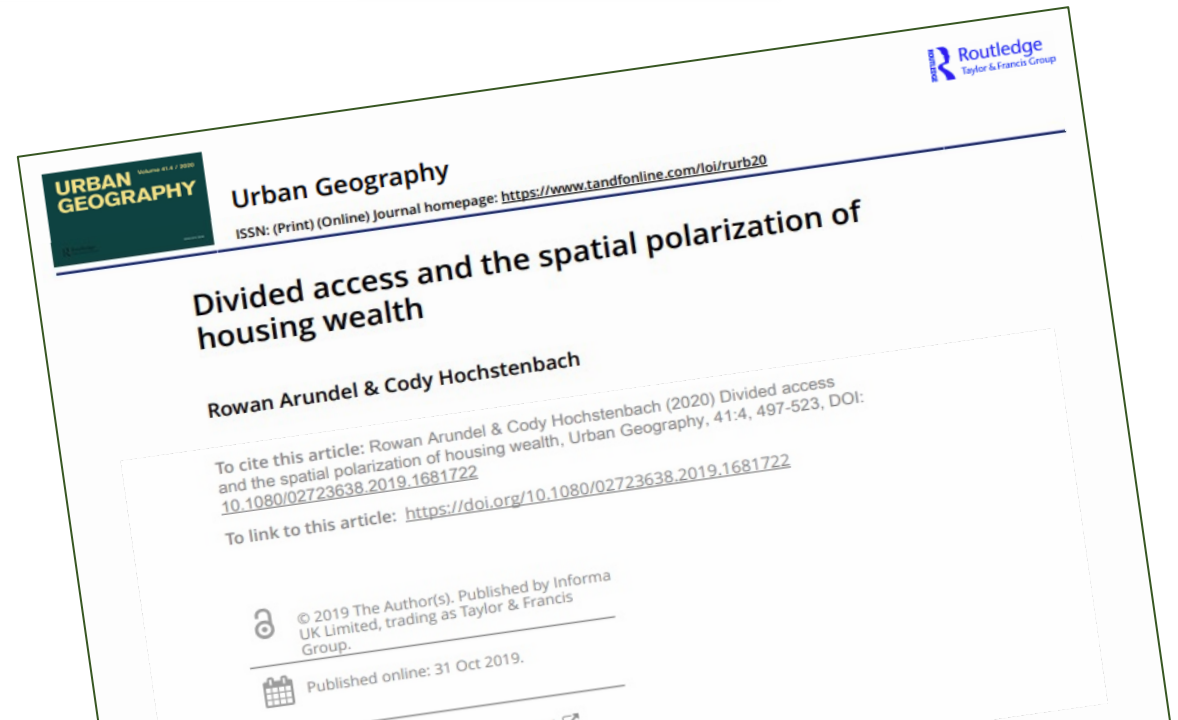 Routledge
Taylor & Francis Group
ROUTLEDGE
Volume 41.4 / 2020
URBAN
GEOGRAPHY
Routledge
Urban Geography
ISSN: (Print) (Online) Journal homepage: https://www.tandfonline.com/loi/rurb20
Divided access and the spatial polarization of
housing wealth
Rowan Arundel & Cody Hochstenbach
To cite this article: Rowan Arundel & Cody Hochstenbach (2020) Divided access
and the spatial polarization of housing wealth, Urban Geography, 41:4, 497-523, DOI:
10.1080/02723638.2019.1681722
To link to this article: https://doi.org/10.1080/02723638.2019.1681722
© 2019 The Author(s). Published by Informa
UK Limited, trading as Taylor & Francis
Group.
Published online: 31 Oct 2019.